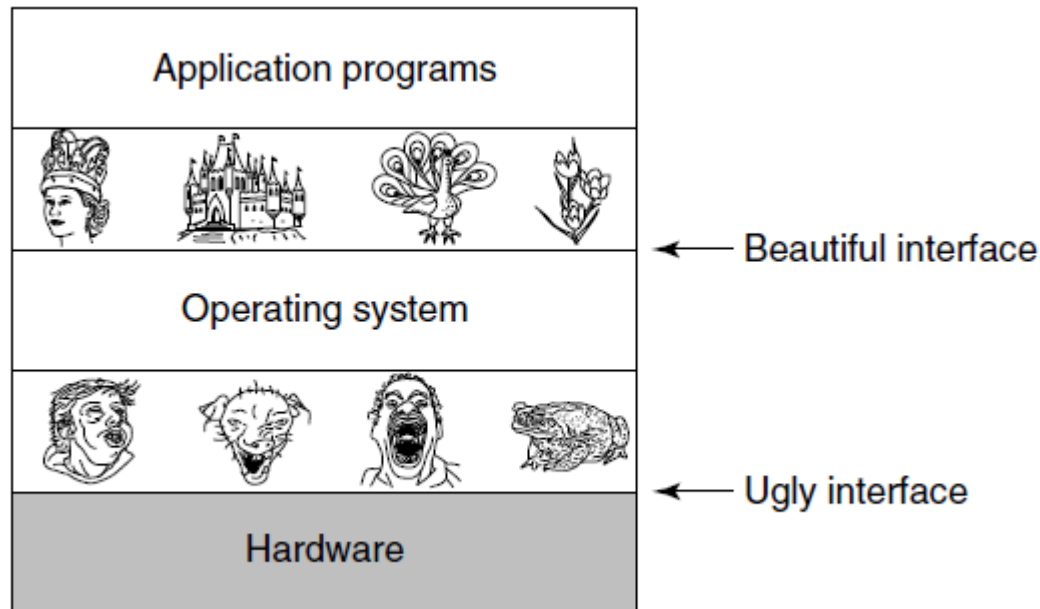 Application programs
Beautiful interface
Operating system
Ugly interface
Hardware